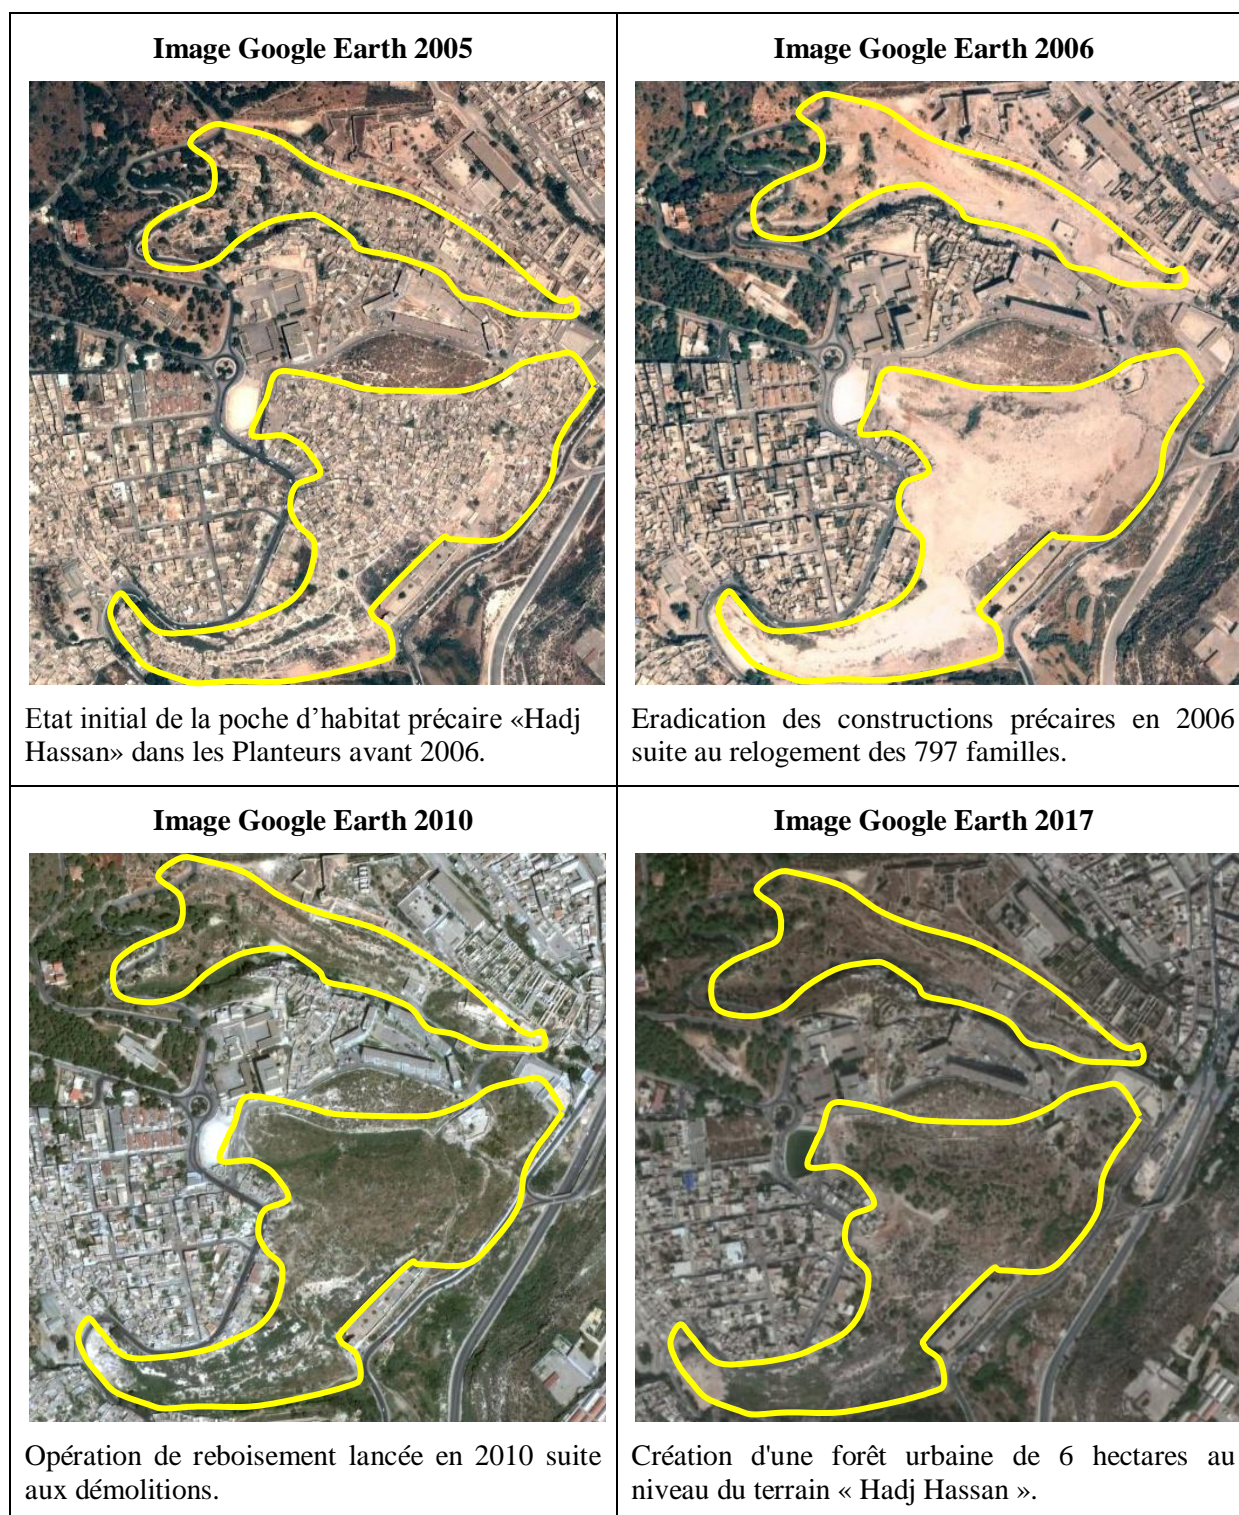 Image Google Earth 2005
Image Google Earth 2006
Etat initial de la poche d’habitat précaire «Hadj
Hassan» dans les Planteurs avant 2006.
Eradication des constructions précaires en 2006
suite au relogement des 797 familles.
Image Google Earth 2010
Image Google Earth 2017
Opération de reboisement lancée en 2010 suite
aux démolitions.
Création d'une forêt urbaine de 6 hectares au
niveau du terrain « Hadj Hassan ».